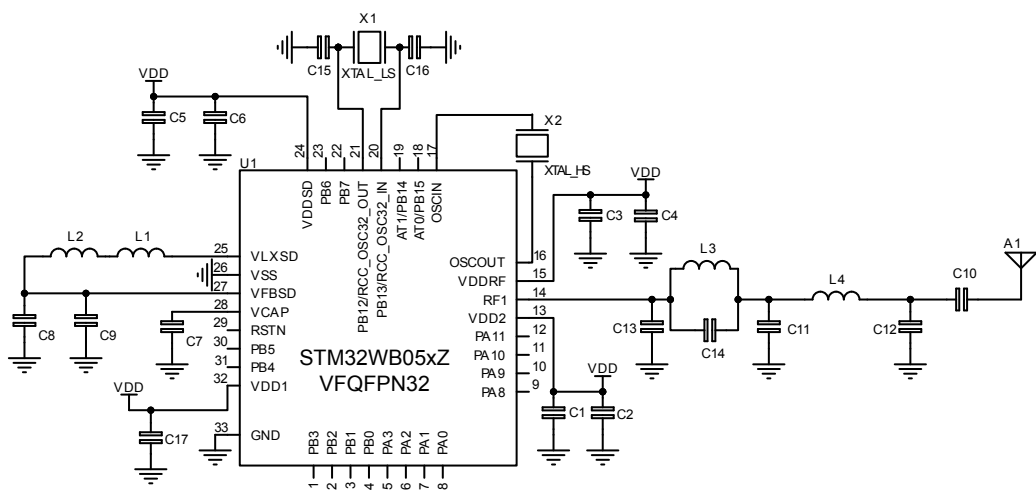 X1
C15
C16
XTAL_LS
VDD
C5
C6
X2
XTAL_HS
24
23
22
21
20
19
18
17
U1
VDDSD
PB6
PB7
PB12/RCC_OSC32_OUT
PB13/RCC_OSC32_IN
AT1/PB14
AT0/PB15
OSCIN
VDD
C3
C4
L2
L1
25
VLXSD
26
VSS
27
VFBSD
28
VCAP
29
RSTN
30
PB5
31
PB4
32
VDD1
33
GND
C8
C9
C7
VDD
C17
STM32WB05xZ
VFQFPN32
OSCOUT
16
VDDRF
15
RF1
14
VDD2
13
PA11
12
PA10
11
PA9
10
PA8
9
L3
C13
C14
C11
L4
C12
C10
A1
VDD
C1
C2
PB3
PB2
PB1
PB0
PA3
PA2
PA1
PA0
1
2
3
4
5
6
7
8